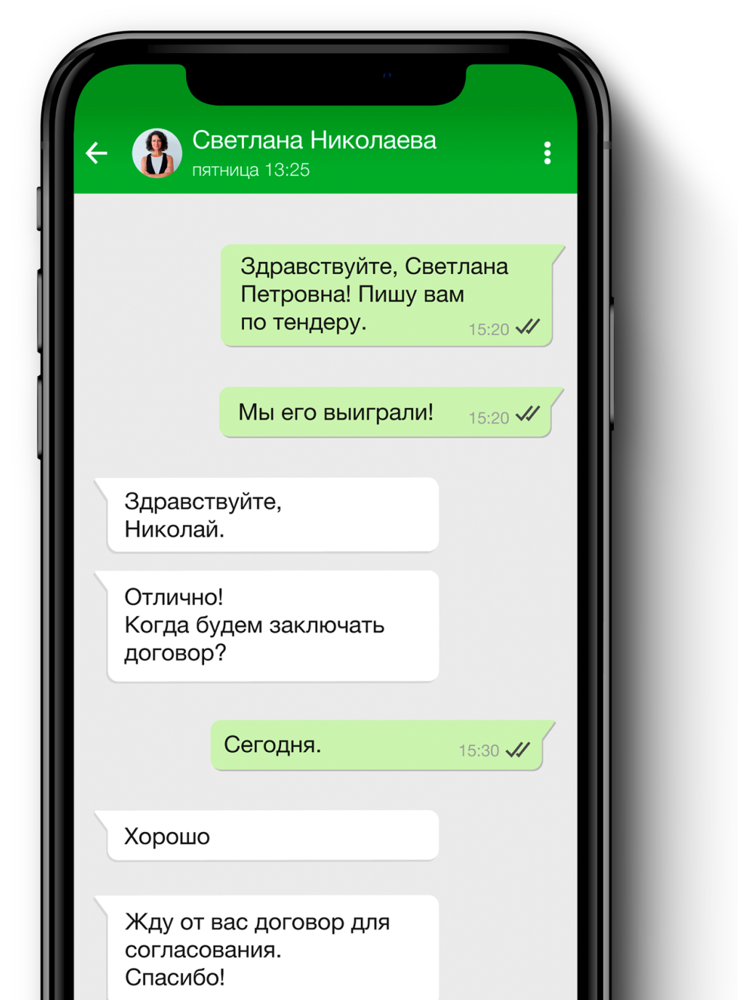 Светлана Николаева
пятница 13:25
Здравствуйте, Светлана
Петровна! Пишу вам
по тендеру.
15:20
Мы его выиграли!
15:20
Здравствуйте,
Николай.
Отлично!
Когда будем заключать
договор?
Сегодня.
15:30
Хорошо
Жду от вас договор для
согласования.
Спасибо!